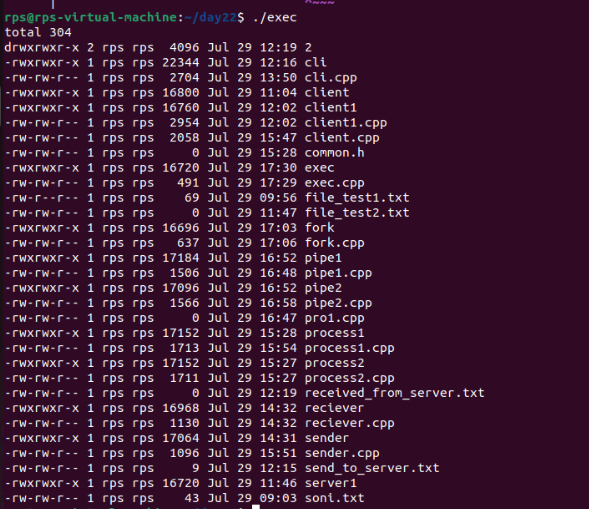 rps@rps-virtual-machine:~/day22$ ./exec
total 304
drwxrwxr-x 2 rps rps  4096 Jul 29 12:19 2
-rwxrwxr-x 1 rps rps 22344 Jul 29 12:16 cli
-rw-rw-r-- 1 rps rps  2704 Jul 29 13:50 cli.cpp
-rwxrwxr-x 1 rps rps 16800 Jul 29 11:04 client
-rwxrwxr-x 1 rps rps 16760 Jul 29 12:02 client1
-rw-rw-r-- 1 rps rps  2954 Jul 29 12:02 client1.cpp
-rw-rw-r-- 1 rps rps  2058 Jul 29 15:47 client.cpp
-rw-rw-r-- 1 rps rps     0 Jul 29 15:28 common.h
-rwxrwxr-x 1 rps rps 16720 Jul 29 17:30 exec
-rw-rw-r-- 1 rps rps   491 Jul 29 17:29 exec.cpp
-rw-r--r-- 1 rps rps    69 Jul 29 09:56 file_test1.txt
-rw-rw-r-- 1 rps rps     0 Jul 29 11:47 file_test2.txt
-rwxrwxr-x 1 rps rps 16696 Jul 29 17:03 fork
-rw-rw-r-- 1 rps rps   637 Jul 29 17:06 fork.cpp
-rwxrwxr-x 1 rps rps 17184 Jul 29 16:52 pipe1
-rw-rw-r-- 1 rps rps  1506 Jul 29 16:48 pipe1.cpp
-rwxrwxr-x 1 rps rps 17096 Jul 29 16:52 pipe2
-rw-rw-r-- 1 rps rps  1566 Jul 29 16:58 pipe2.cpp
-rw-rw-r-- 1 rps rps     0 Jul 29 16:47 pro1.cpp
-rwxrwxr-x 1 rps rps 17152 Jul 29 15:28 process1
-rw-rw-r-- 1 rps rps  1713 Jul 29 15:54 process1.cpp
-rwxrwxr-x 1 rps rps 17152 Jul 29 15:27 process2
-rw-rw-r-- 1 rps rps  1711 Jul 29 15:27 process2.cpp
-rw-rw-r-- 1 rps rps     0 Jul 29 12:19 received_from_server.txt
-rwxrwxr-x 1 rps rps 16968 Jul 29 14:32 reciever
-rw-rw-r-- 1 rps rps  1130 Jul 29 14:32 reciever.cpp
-rwxrwxr-x 1 rps rps 17064 Jul 29 14:31 sender
-rw-rw-r-- 1 rps rps  1096 Jul 29 15:51 sender.cpp
-rw-rw-r-- 1 rps rps     9 Jul 29 12:15 send_to_server.txt
-rwxrwxr-x 1 rps rps 16720 Jul 29 11:46 server1
-rw-rw-r-- 1 rps rps    43 Jul 29 09:03 soni.txt